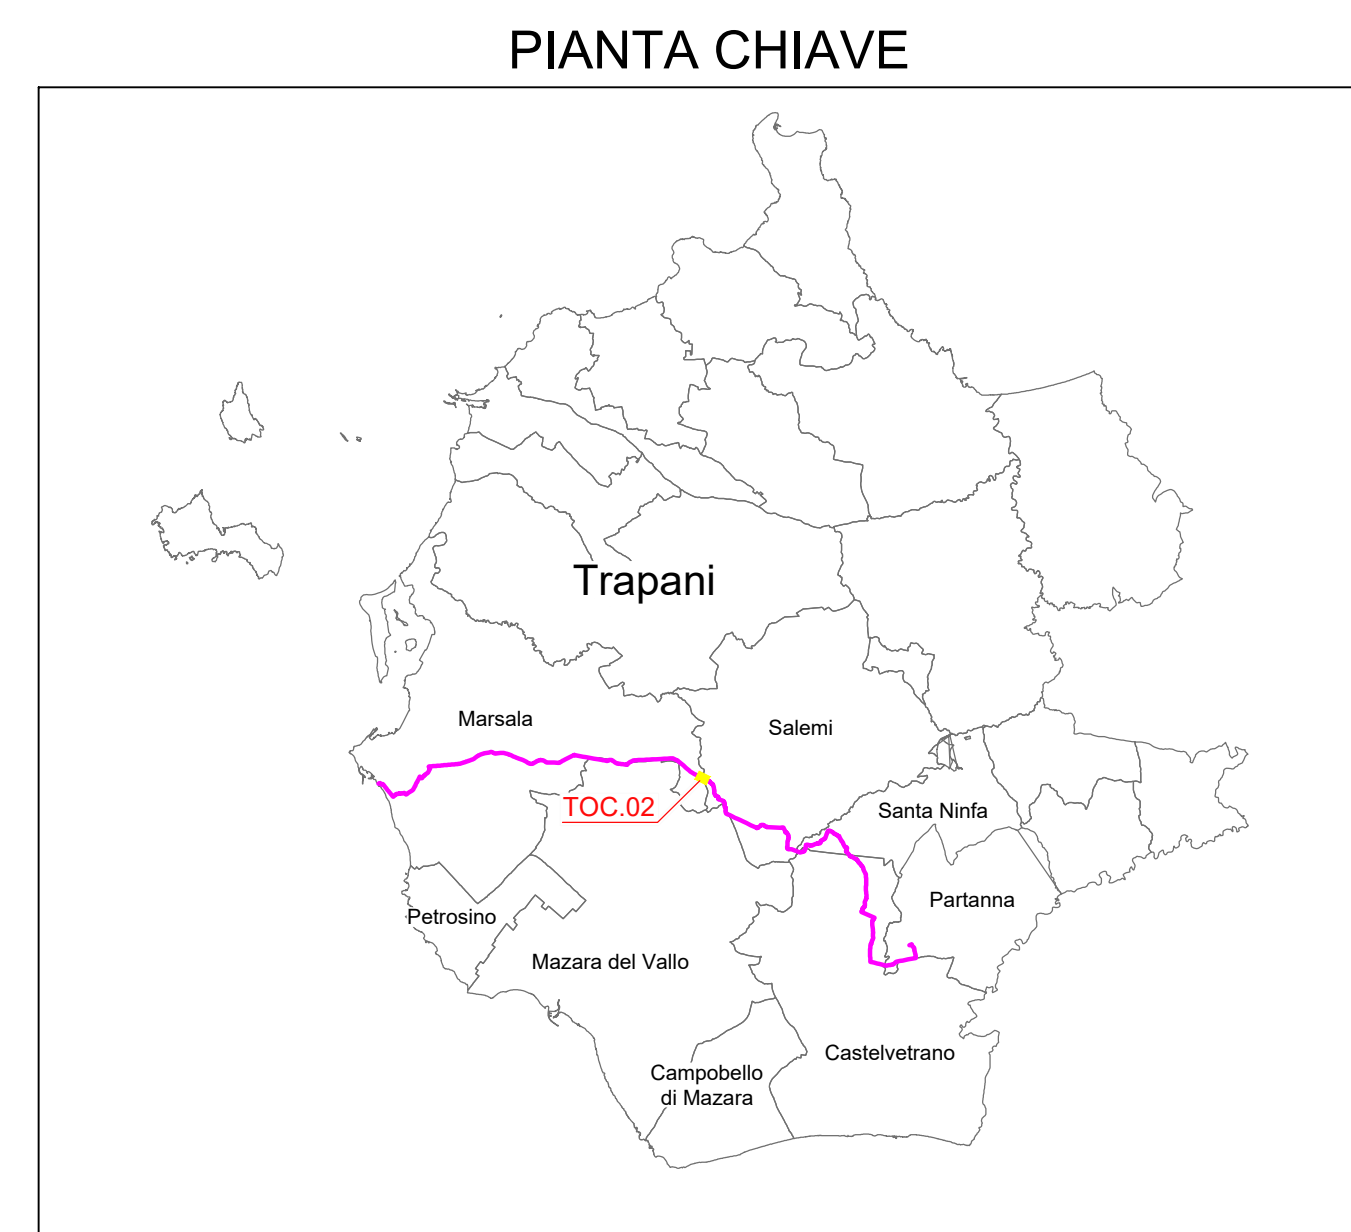 PIANTA CHIAVE
Trapani
Marsala
Salemi
TOC.02
Santa Ninfa
Partanna
Petrosino
Mazara del Vallo
Castelvetrano
Campobello
di Mazara